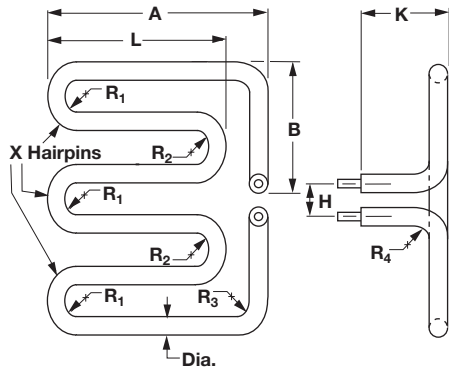 A
L
K
R₁
B
X Hairpins
R₂
R₁
H
R₂
R₄
R₁
R₃
Dia.